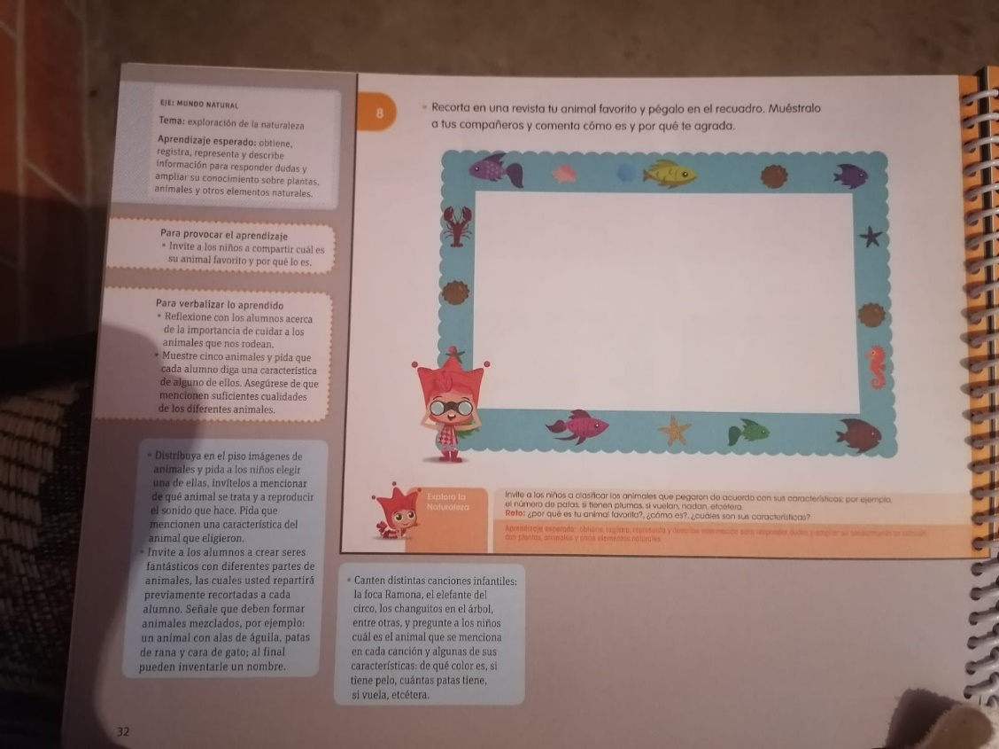 EJE: MUNDO NATURAL
Tema: exploración de la naturaleza
Aprendizaje esperado: obtiene,
registra, representa y describe
información para responder dudas y
ampliar su conocimiento sobre plantas,
animales y otros elementos naturales.
Para provocar el aprendizaje
* Invite a los niños a compartir cuál es
su animal favorito y por qué lo es.
Para verbalizar lo aprendido
* Reflexione con los alumnos acerca
de la importancia de cuidar a los
animales que nos rodean.
* Muestre cinco animales y pida que
cada alumno diga una característica
de alguno de ellos. Asegúrese de que
mencionen suficientes cualidades
de los diferentes animales.
* Distribuya en el piso imágenes de
animales y pida a los niños elegir
una de ellas, invítelos a mencionar
de qué animal se trata y a reproducir
el sonido que hace. Pida que
mencionen una característica del
animal que eligieron.
* Invite a los alumnos a crear seres
fantásticos con diferentes partes de
animales, las cuales usted repartirá
previamente recortadas a cada
alumno. Señale que deben formar
animales mezclados, por ejemplo:
un animal con alas de águila, patas
de rana y cara de gato; al final
pueden inventarle un nombre.
8
* Recorta en una revista tu animal favorito y pégalo en el recuadro. Muéstralo
a tus compañeros y comenta cómo es y por qué te agrada.
Explora la
Naturaleza
Invite a los niños a clasificar los animales que pegaron de acuerdo con sus características, por ejemplo,
el número de patas, si tienen plumas, si vuelan, nadan, etcétera.
Reto: ¿por qué es tu animal favorito?, ¿cómo es?, ¿cuáles son sus características?
Aprendizaje esperado: obtiene, registra, representa y describe información para responder dudas y ampliar su conocimiento en relación
con plantas, animales y otros elementos naturales.
* Canten distintas canciones infantiles:
la foca Ramona, el elefante del
circo, los changuitos en el árbol,
entre otras, y pregunte a los niños
cuál es el animal que se menciona
en cada canción y algunas de sus
características: de qué color es, si
tiene pelo, cuántas patas tiene,
si vuela, etcétera.
32